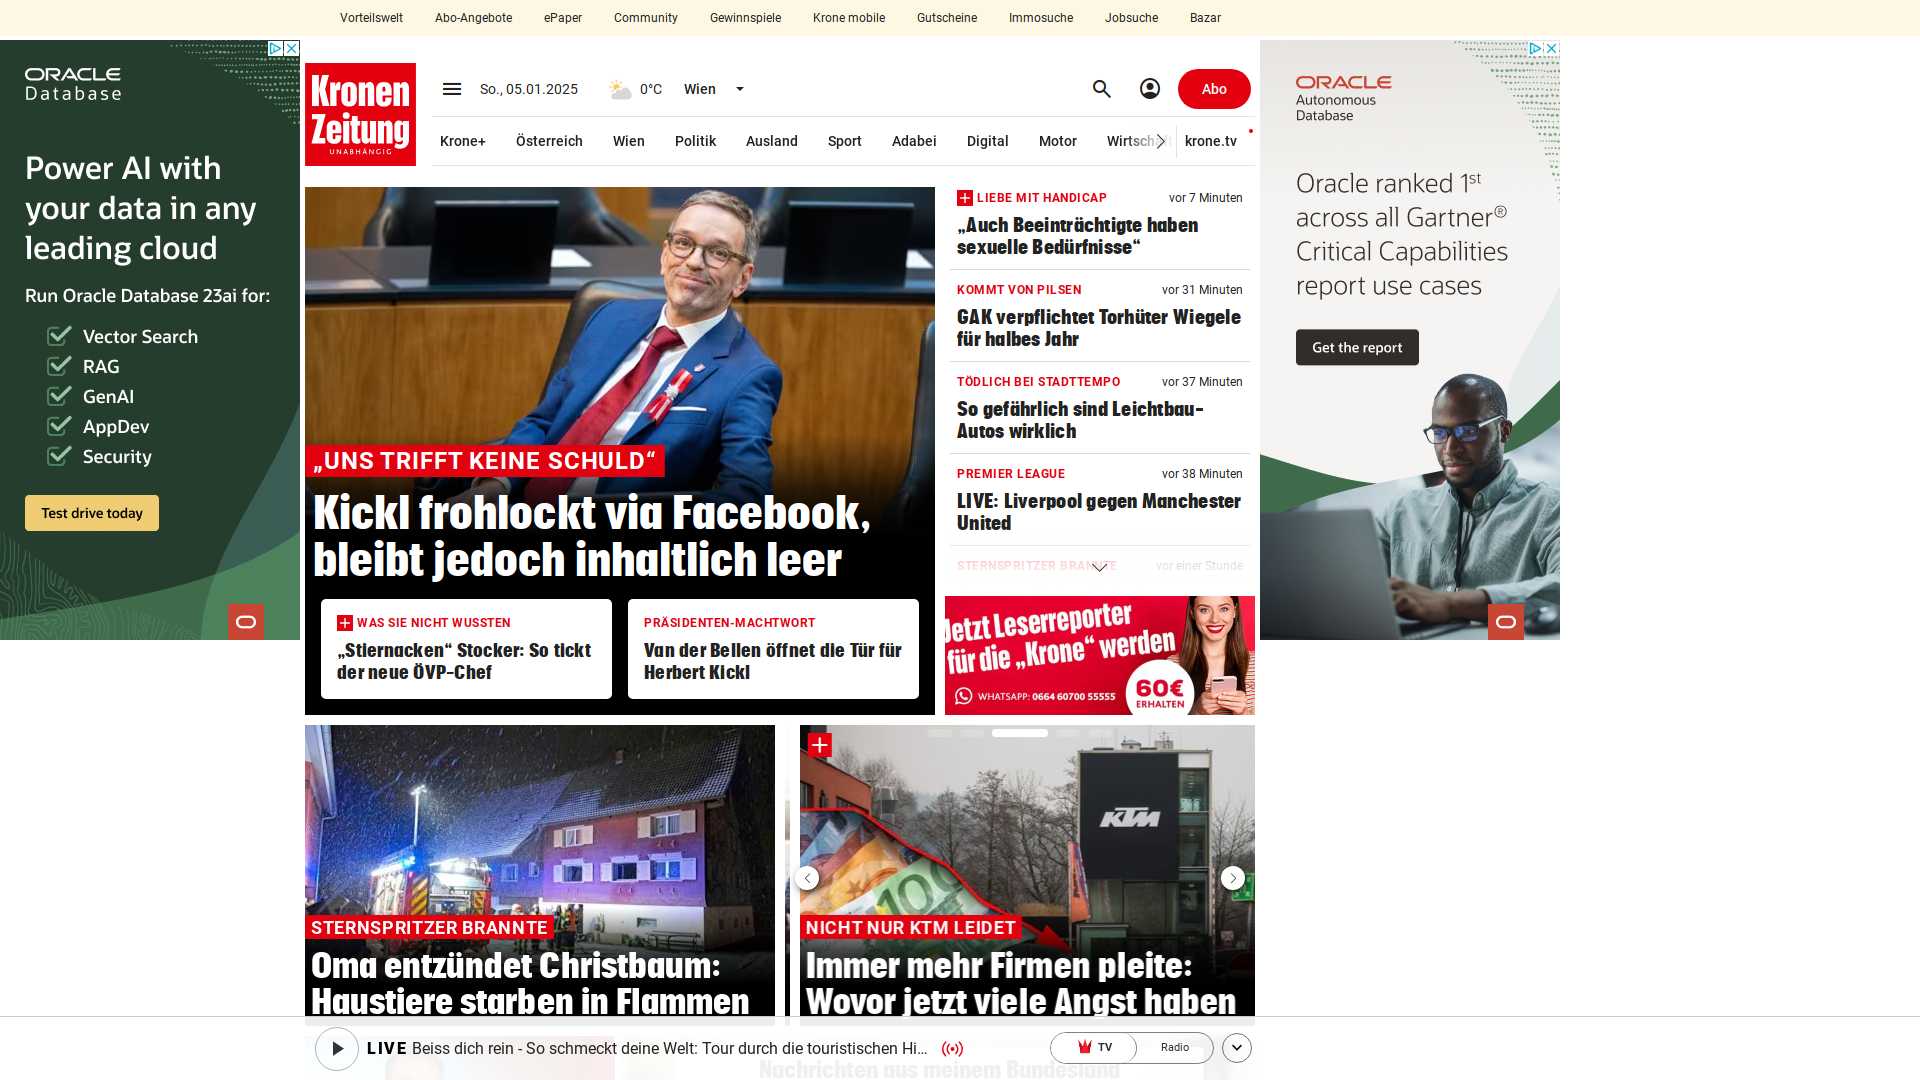 Vorteilswelt Abo-Angebote ePaper Community Gewinnspiele Krone mobile Gutscheine Immosuche Jobsuche Bazar
ORACLE
Database
Power AI with
your data in any
leading cloud
Run Oracle Database 23ai for:
Vector Search
RAG
GenAI
AppDev
Security
Test drive today
Kronen
Zeitung
UNABHÄNGIG
So., 05.01.2025 0°C Wien
Abo
Krone+ Österreich Wien Politik Ausland Sport Adabei Digital Motor Wirtschaft krone.tv
„UNS TRIFFT KEINE SCHULD“
Kickl frohlockt via Facebook,
bleibt jedoch inhaltlich leer
WAS SIE NICHT WUSSTEN
„Stiernacken“ Stocker: So tickt
der neue ÖVP-Chef
PRÄSIDENTEN-MACHTWORT
Van der Bellen öffnet die Tür für
Herbert Kickl
LIEBE MIT HANDICAP vor 7 Minuten
„Auch Beeinträchtigte haben
sexuelle Bedürfnisse“
KOMMT VON PILSEN vor 31 Minuten
GAK verpflichtet Torhüter Wiegele
für halbes Jahr
TÖDLICH BEI STADTTEMPO vor 37 Minuten
So gefährlich sind Leichtbau-
Autos wirklich
PREMIER LEAGUE vor 38 Minuten
LIVE: Liverpool gegen Manchester
United
STERNSPRITZER BRANNTE vor einer Stunde
Jetzt Leserreporter
für die „Krone“ werden
WHATSAPP: 0664 60700 55555
60€
ERHALTEN
ORACLE
Autonomous
Database
Oracle ranked 1st
across all Gartner®
Critical Capabilities
report use cases
Get the report
STERNSPRITZER BRANNTE
Oma entzündet Christbaum:
Haustiere starben in Flammen
KTM
100
NICHT NUR KTM LEIDET
Immer mehr Firmen pleite:
Wovor jetzt viele Angst haben
LIVE Beiss dich rein - So schmeckt deine Welt: Tour durch die touristischen Hi...
TV Radio
Nachrichten aus meinem Bundesland